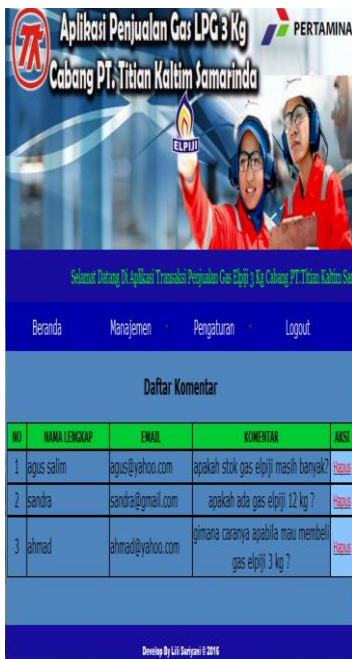 Aplikasi Penjualan Gas LPG 3 Kg
Cabang PT. Titian Kaltim Samarinda
PERTAMINA
ELPIJI
Selamat Datang Di Aplikasi Transaksi Penjualan Gas Elpiji 3 Kg Cabang PT Titian Kaltim Sam
Beranda Manajemen Pengaturan Logout
Daftar Komentar
NO NAMA LENGKAP EMAIL KOMENTAR AKSI
1 agus salim agus@yahoo.com apakah stok gas elpiji masih banyak? Hapus
2 sandra sandra@gmail.com apakah ada gas elpiji 12 kg ? Hapus
3 ahmad ahmad@yahoo.com gimana caranya apabila mau membeli Hapus
gas elpiji 3 kg ?
Develop By Lili Suriyani © 2016